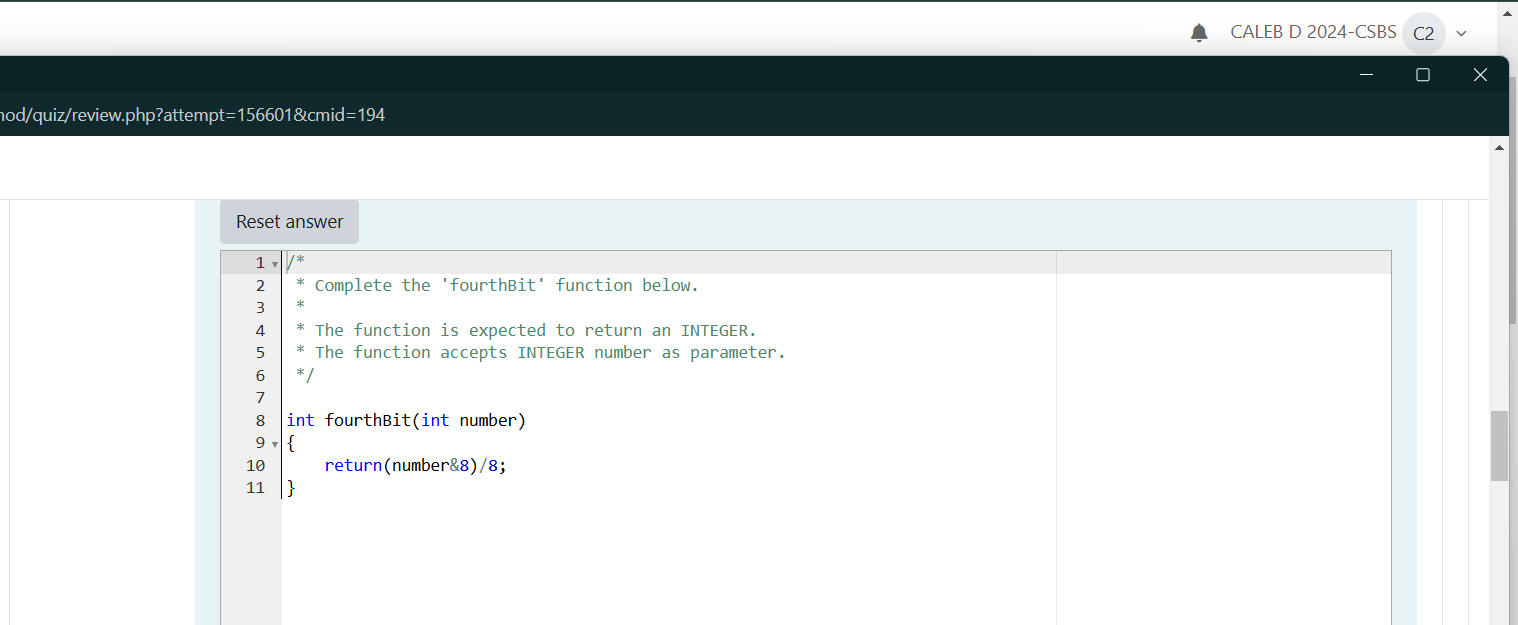 CALEB D 2024-CSBS C2
nod/quiz/review.php?attempt=156601&cmid=194
Reset answer
1 /*
2 * Complete the 'fourthBit' function below.
3 *
4 * The function is expected to return an INTEGER.
5 * The function accepts INTEGER number as parameter.
6 */
7
8 int fourthBit(int number)
9 {
10 return(number&8)/8;
11 }